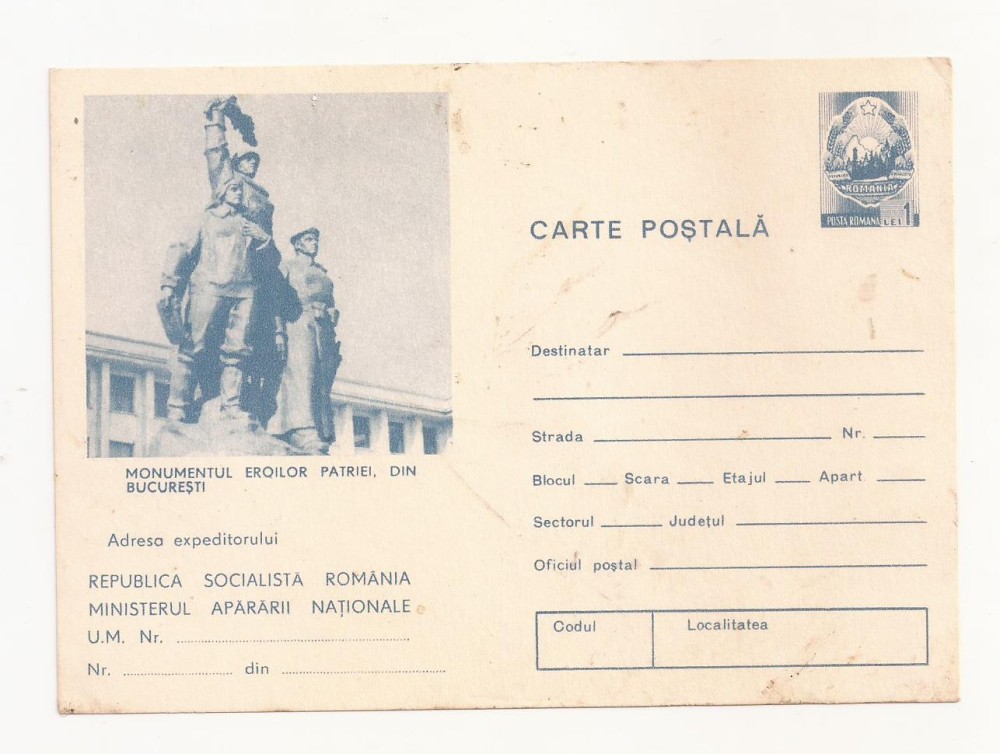 MONUMENTUL EROILOR PATRIEI, DIN
BUCUREȘTI
Adresa expeditorului
REPUBLICA SOCIALISTĂ ROMÂNIA
MINISTERUL APĂRĂRII NAȚIONALE
U.M. Nr.
Nr. din
ROMÂNIA
POSTA ROMANA LEI 1
CARTE POȘTALĂ
Destinatar
Strada Nr.
Blocul Scara Etajul Apart
Sectorul Județul
Oficiul poștal
Codul Localitatea